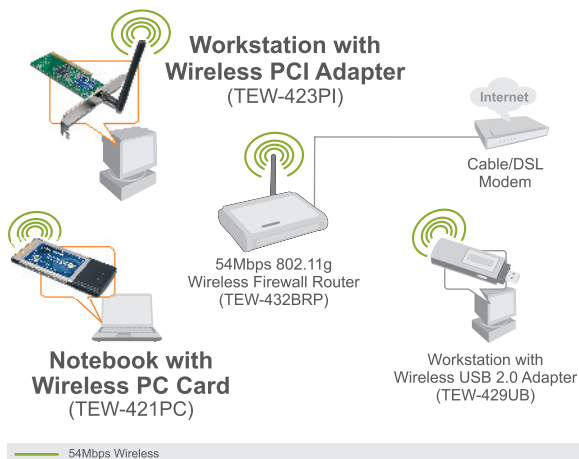 Workstation with
Wireless PCI Adapter
(TEW-423PI)
Internet
Cable/DSL
Modem
54Mbps 802.11g
Wireless Firewall Router
(TEW-432BRP)
Notebook with
Wireless PC Card
(TEW-421PC)
Workstation with
Wireless USB 2.0 Adapter
(TEW-429UB)
54Mbps Wireless